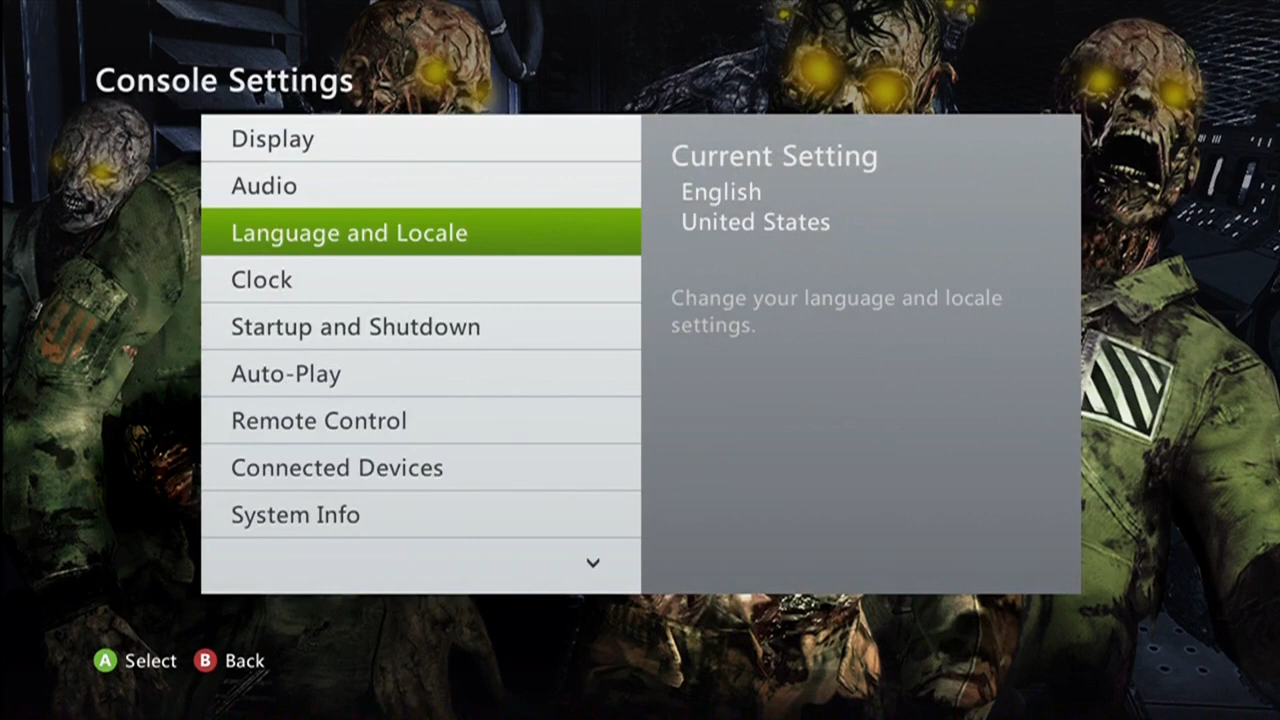 Console Settings
Display
Audio
Language and Locale
Clock
Startup and Shutdown
Auto-Play
Remote Control
Connected Devices
System Info
Current Setting
English
United States
Change your language and locale
settings.
A Select B Back